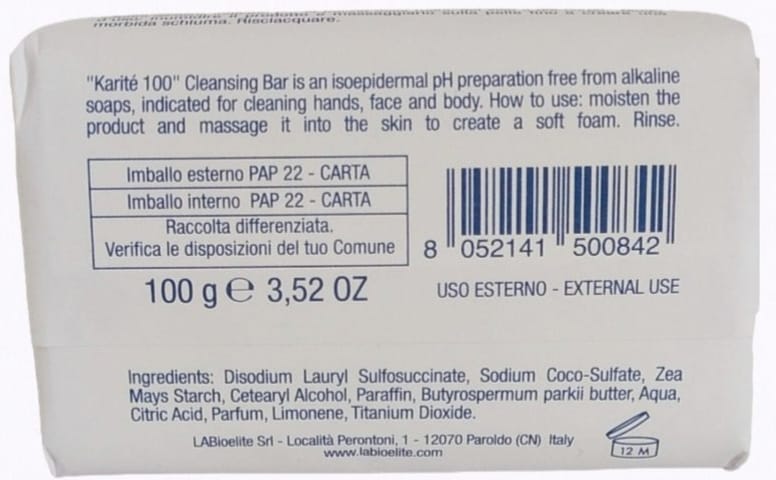 morbida schiuma. Risciacquare.
"Karité 100" Cleansing Bar is an isoepidermal pH preparation free from alkaline
soaps, indicated for cleaning hands, face and body. How to use: moisten the
product and massage it into the skin to create a soft foam. Rinse.
Imballo esterno PAP 22 - CARTA
Imballo interno PAP 22 - CARTA
Raccolta differenziata.
Verifica le disposizioni del tuo Comune
8 052141 500842
100 g ℮ 3,52 OZ
USO ESTERNO - EXTERNAL USE
Ingredients: Disodium Lauryl Sulfosuccinate, Sodium Coco-Sulfate, Zea
Mays Starch, Cetearyl Alcohol, Paraffin, Butyrospermum parkii butter, Aqua,
Citric Acid, Parfum, Limonene, Titanium Dioxide.
LABioelite Srl - Località Perontoni, 1 - 12070 Paroldo (CN) Italy
www.labioelite.com
12 M